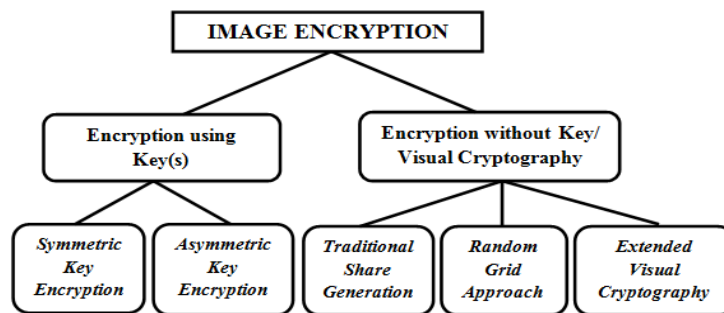 IMAGE ENCRYPTION
Encryption using
Key(s)
Encryption without Key/
Visual Cryptography
Symmetric
Key
Encryption
Asymmetric
Key
Encryption
Traditional
Share
Generation
Random
Grid
Approach
Extended
Visual
Cryptography